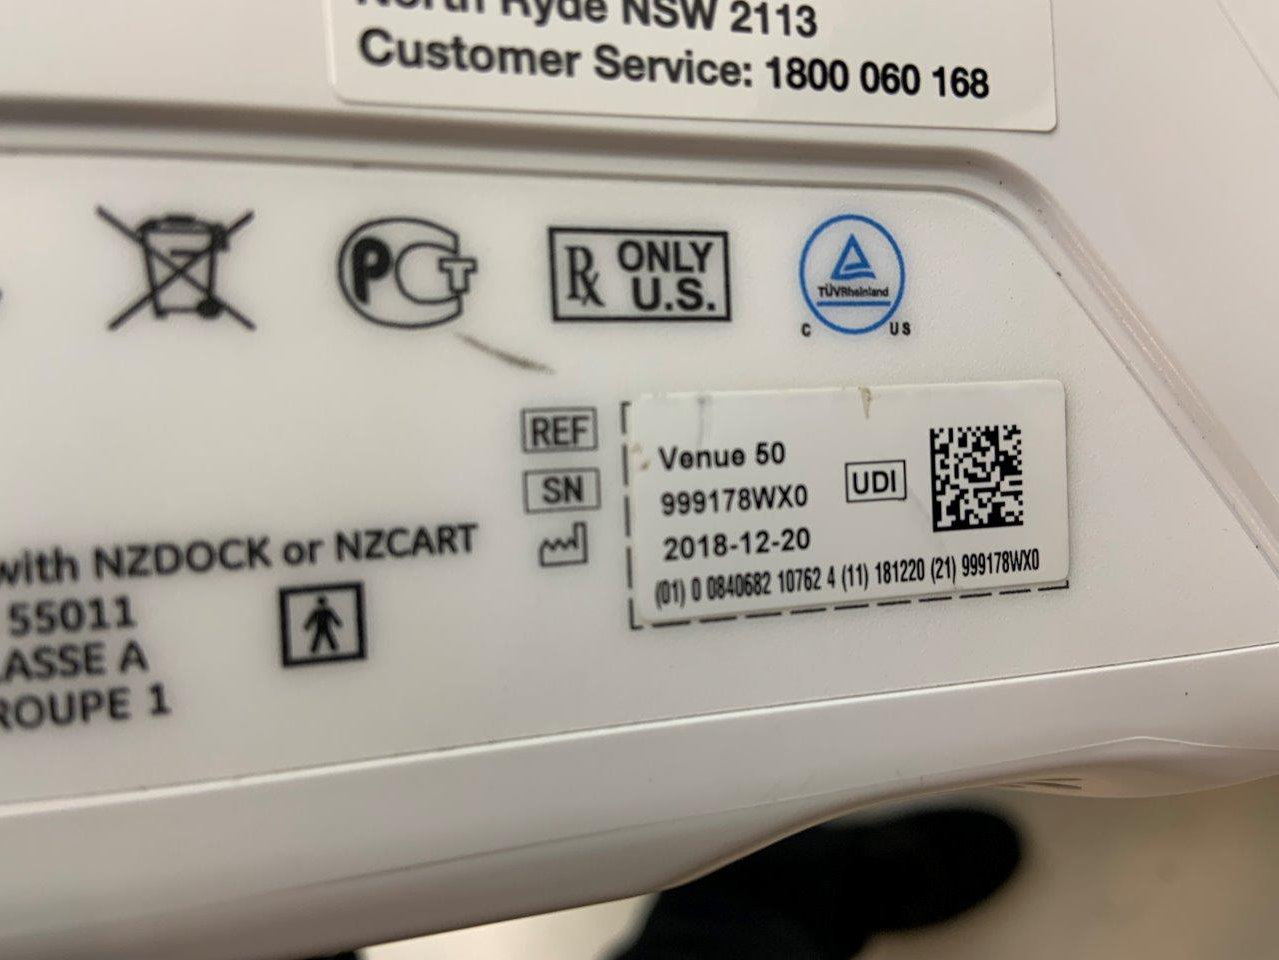 North Ryde NSW 2113
Customer Service: 1800 060 168
PCT
Rx ONLY
U.S.
TÜVRheinland
C US
REF
SN
Venue 50
999178WX0
2018-12-20
UDI
(01) 0 0840682 10762 4 (11) 181220 (21) 999178WX0
with NZDOCK or NZCART
55011
ASSE A
ROUPE 1